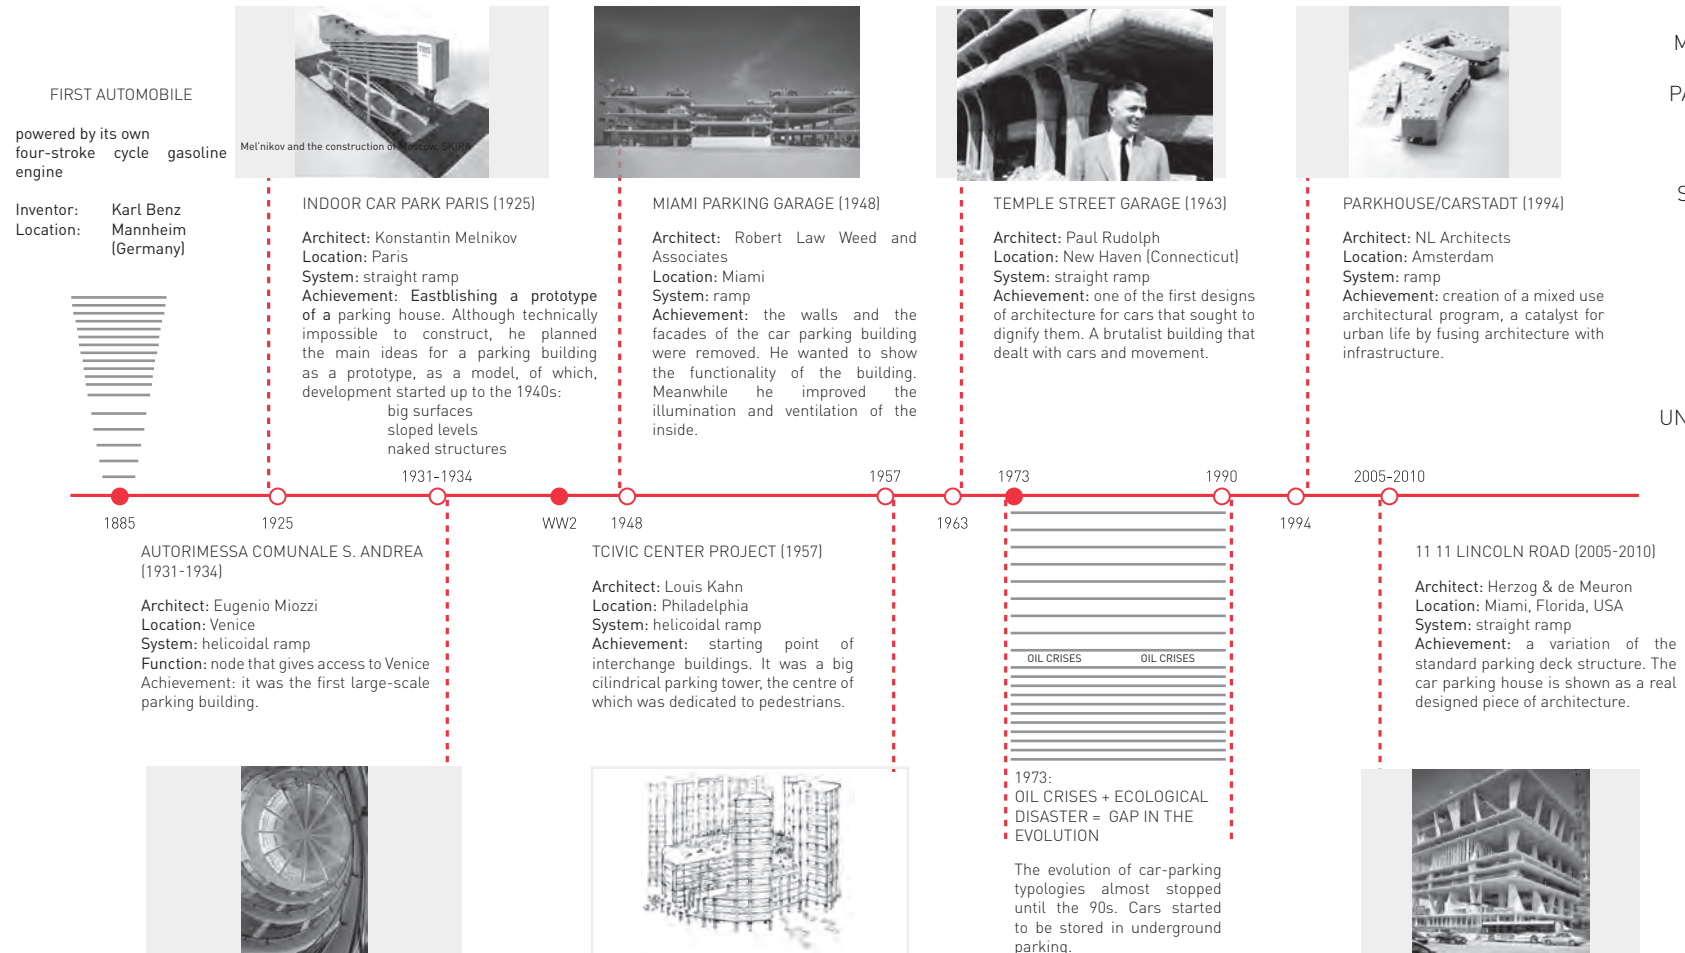 FIRST AUTOMOBILE
powered by its own
four-stroke cycle gasoline
engine
Inventor: Karl Benz
Location: Mannheim
(Germany)
1925
Mel'nikov and the construction of Moscow. SKIRA
INDOOR CAR PARK PARIS (1925)
Architect: Konstantin Melnikov
Location: Paris
System: straight ramp
Achievement: Eastblishing a prototype
of a parking house. Although technically
impossible to construct, he planned
the main ideas for a parking building
as a prototype, as a model, of which,
development started up to the 1940s:
big surfaces
sloped levels
naked structures
MIAMI PARKING GARAGE (1948)
Architect: Robert Law Weed and
Associates
Location: Miami
System: ramp
Achievement: the walls and the
facades of the car parking building
were removed. He wanted to show
the functionality of the building.
Meanwhile he improved the
illumination and ventilation of the
inside.
TEMPLE STREET GARAGE (1963)
Architect: Paul Rudolph
Location: New Haven (Connecticut)
System: straight ramp
Achievement: one of the first designs
of architecture for cars that sought to
dignify them. A brutalist building that
dealt with cars and movement.
PARKHOUSE/CARSTADT (1994)
Architect: NL Architects
Location: Amsterdam
System: ramp
Achievement: creation of a mixed use
architectural program, a catalyst for
urban life by fusing architecture with
infrastructure.
M
PA
S
UN
1931-1934
1957
1973
1990
2005-2010
1885
1925
WW2
1948
1963
1994
AUTORIMESSA COMUNALE S. ANDREA
(1931-1934)
Architect: Eugenio Miozzi
Location: Venice
System: helicoidal ramp
Function: node that gives access to Venice
Achievement: it was the first large-scale
parking building.
TCIVIC CENTER PROJECT (1957)
Architect: Louis Kahn
Location: Philadelphia
System: helicoidal ramp
Achievement: starting point of
interchange buildings. It was a big
cilindrical parking tower, the centre of
which was dedicated to pedestrians.
OIL CRISES OIL CRISES
1973:
OIL CRISES + ECOLOGICAL
DISASTER = GAP IN THE
EVOLUTION
The evolution of car-parking
typologies almost stopped
until the 90s. Cars started
to be stored in underground
parking.
11 11 LINCOLN ROAD (2005-2010)
Architect: Herzog & de Meuron
Location: Miami, Florida, USA
System: straight ramp
Achievement: a variation of the
standard parking deck structure. The
car parking house is shown as a real
designed piece of architecture.